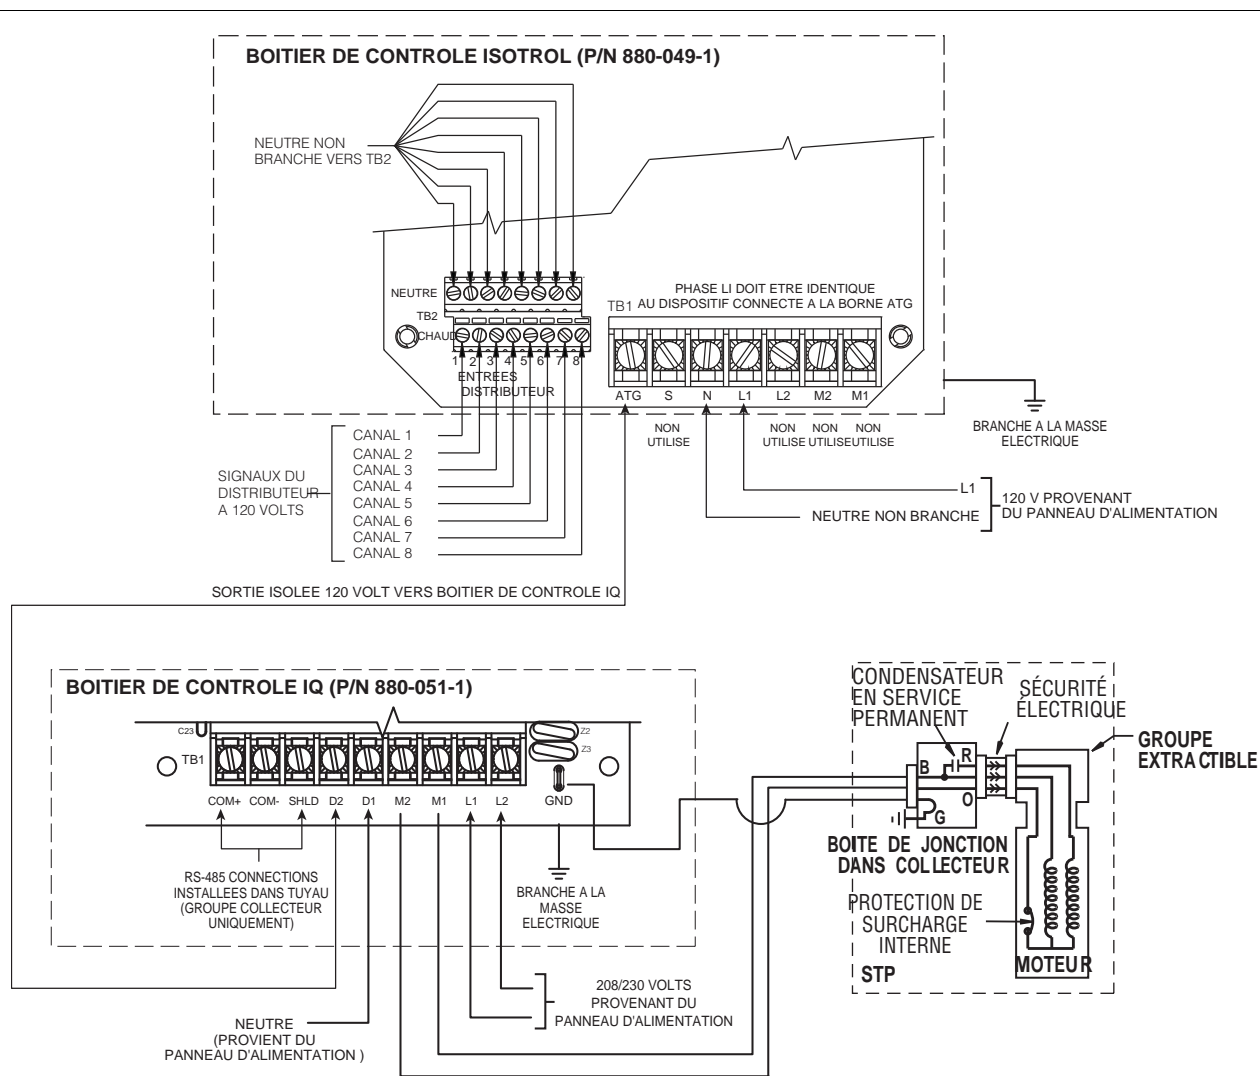 BOITIER DE CONTROLE ISOTROL (P/N 880-049-1)
NEUTRE NON
BRANCHE VERS TB2
NEUTRE
TB2
CHAUD
1 2 3 4 5 6 7 8
ENTREES
DISTRIBUTEUR
PHASE LI DOIT ETRE IDENTIQUE
AU DISPOSITIF CONNECTE A LA BORNE ATG
TB1
ATG S N L1 L2 M2 M1
NON
UTILISE
NON
UTILISE
NON
UTILISE
NON
UTILISE
BRANCHE A LA MASSE
ELECTRIQUE
SIGNAUX DU
DISTRIBUTEUR
A 120 VOLTS
CANAL 1
CANAL 2
CANAL 3
CANAL 4
CANAL 5
CANAL 6
CANAL 7
CANAL 8
L1
NEUTRE NON BRANCHE
120 V PROVENANT
DU PANNEAU D'ALIMENTATION
SORTIE ISOLEE 120 VOLT VERS BOITIER DE CONTROLE IQ
BOITIER DE CONTROLE IQ (P/N 880-051-1)
C23
TB1
Z2
Z3
COM+ COM- SHLD D2 D1 M2 M1 L1 L2 GND
RS-485 CONNECTIONS
INSTALLEES DANS TUYAU
(GROUPE COLLECTEUR
UNIQUEMENT)
BRANCHE A LA
MASSE
ELECTRIQUE
208/230 VOLTS
PROVENANT DU
PANNEAU D'ALIMENTATION
NEUTRE
(PROVIENT DU
PANNEAU D'ALIMENTATION )
CONDENSATEUR
EN SERVICE
PERMANENT
SÉCURITÉ
ÉLECTRIQUE
GROUPE
EXTRACTIBLE
B
R
O
G
BOITE DE JONCTION
DANS COLLECTEUR
PROTECTION DE
SURCHARGE
INTERNE
MOTEUR
STP